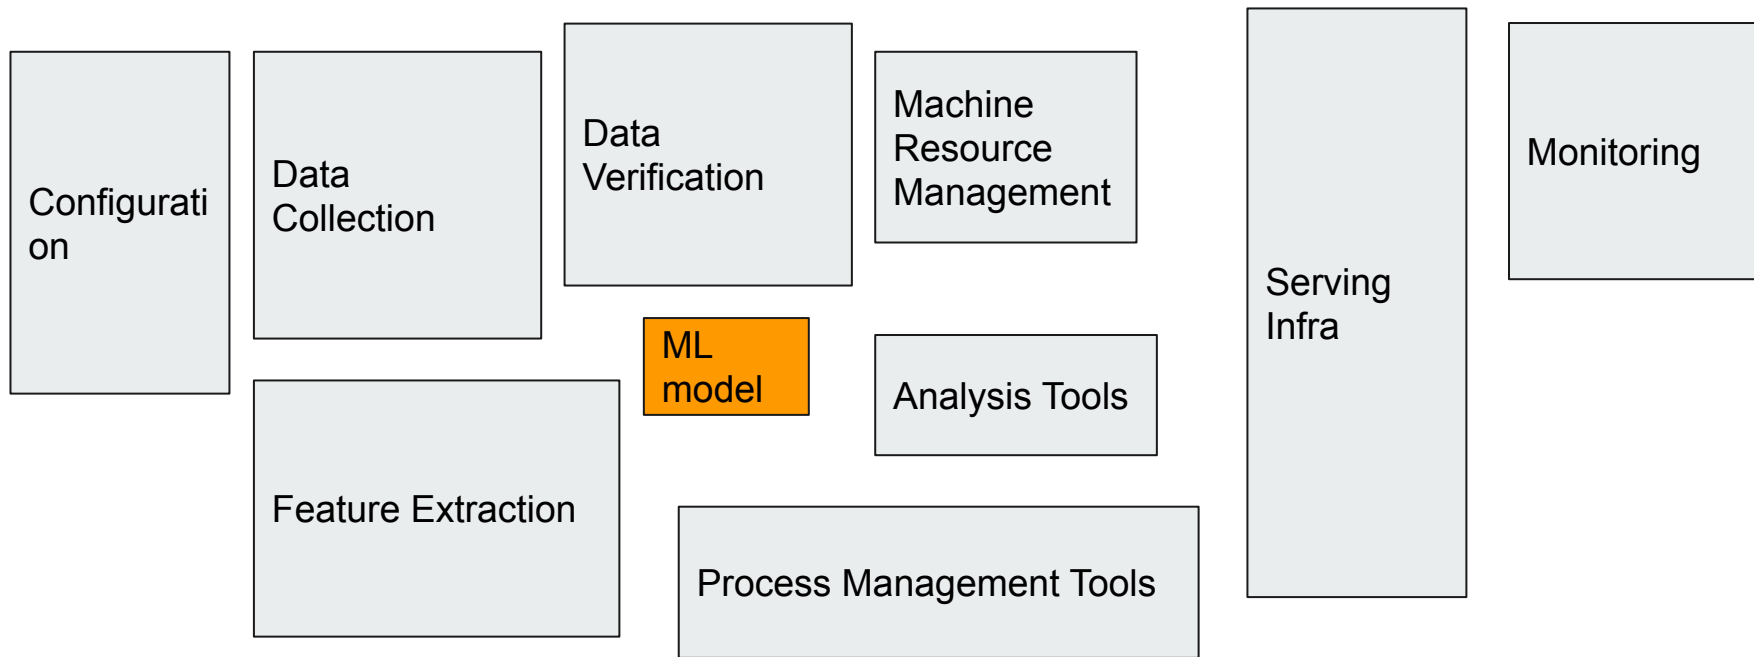 Configurati
on
Data
Collection
Data
Verification
Machine
Resource
Management
Serving
Infra
Monitoring
ML
model
Analysis Tools
Feature Extraction
Process Management Tools